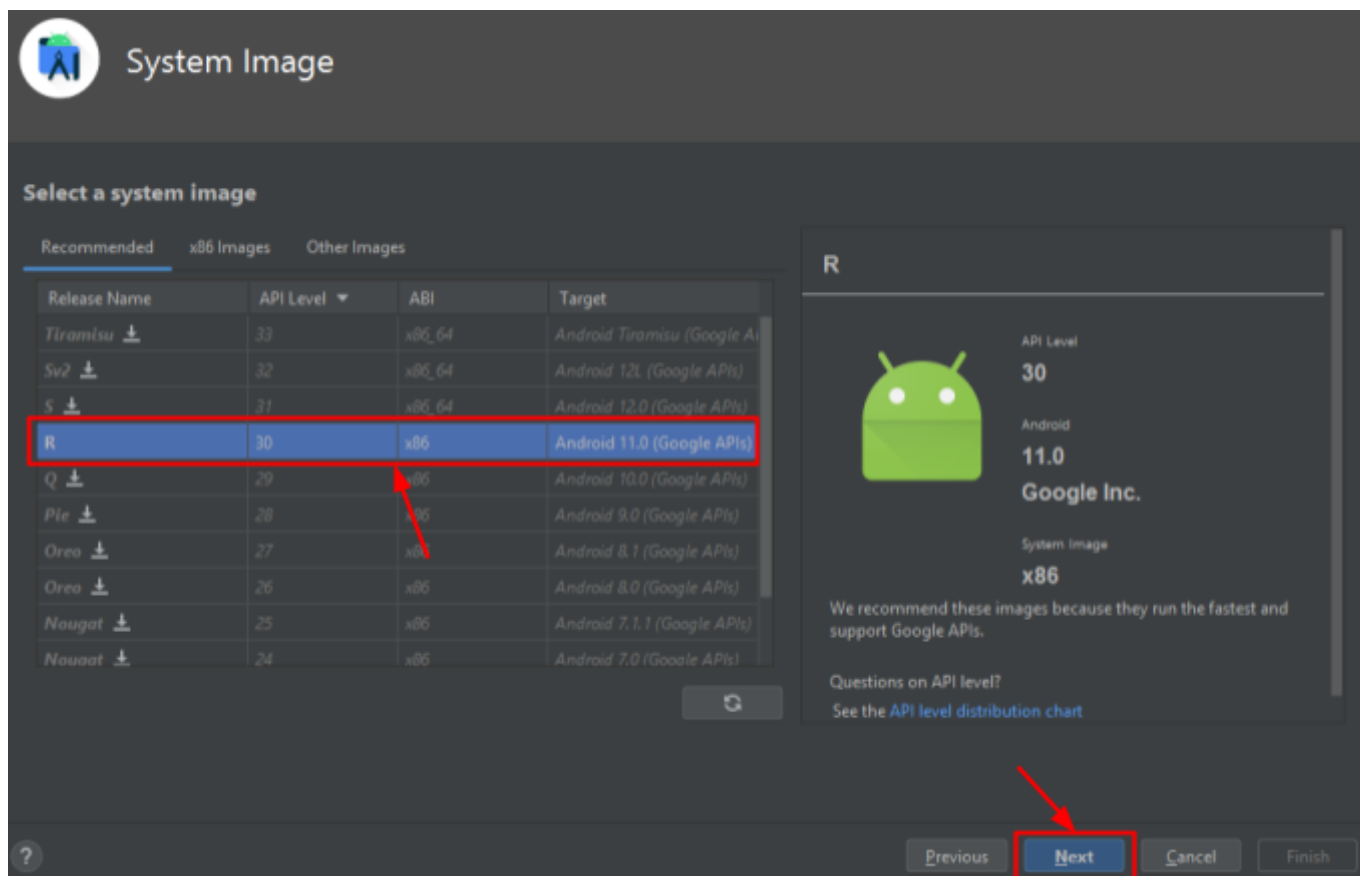 System Image
Select a system image
Recommended x86 Images Other Images
Release Name API Level ABI Target
Tiramisu 33 x86_64 Android Tiramisu (Google A
Sv2 32 x86_64 Android 12L (Google APIs)
S 31 x86_64 Android 12.0 (Google APIs)
R 30 x86 Android 11.0 (Google APIs)
Q 29 x86 Android 10.0 (Google APIs)
Pie 28 x86 Android 9.0 (Google APIs)
Oreo 27 x86 Android 8.1 (Google APIs)
Oreo 26 x86 Android 8.0 (Google APIs)
Nougat 25 x86 Android 7.1.1 (Google APIs)
Nougat 24 x86 Android 7.0 (Google APIs)
R
API Level
30
Android
11.0
Google Inc.
System Image
x86
We recommend these images because they run the fastest and
support Google APIs.
Questions on API level?
See the API level distribution chart
? Previous Next Cancel Finish